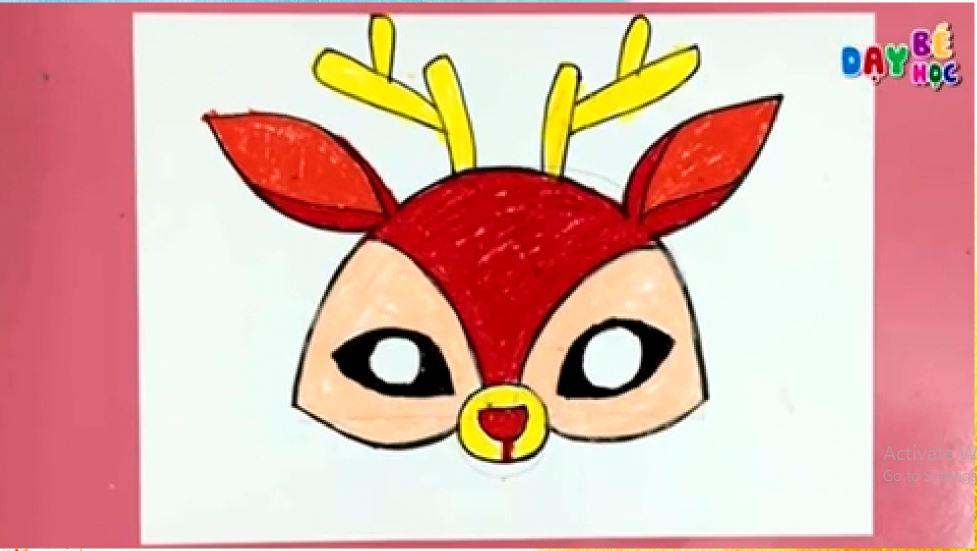 DẠY BÉ HỌC
Activate W
Go to Settings